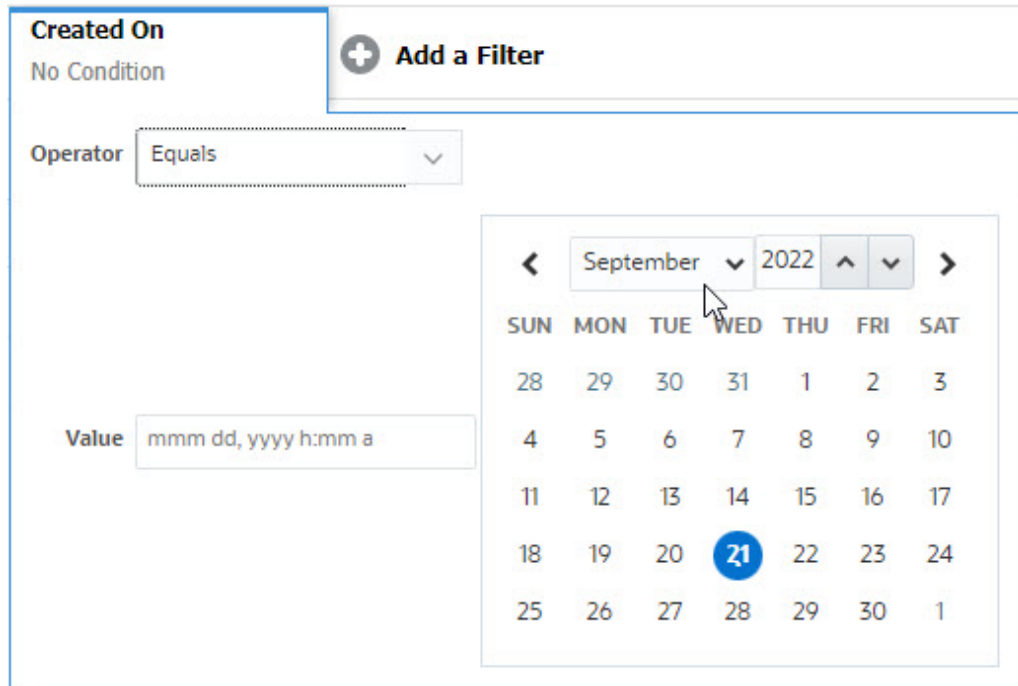 Created On
No Condition
Add a Filter
Operator Equals
September 2022
SUN MON TUE WED THU FRI SAT
28 29 30 31 1 2 3
Value mmm dd, yyyy h:mm a
4 5 6 7 8 9 10
11 12 13 14 15 16 17
18 19 20 21 22 23 24
25 26 27 28 29 30 1